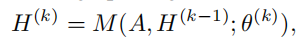 H^{(k)} = M(A, H^{(k-1)}; θ^{(k)}),